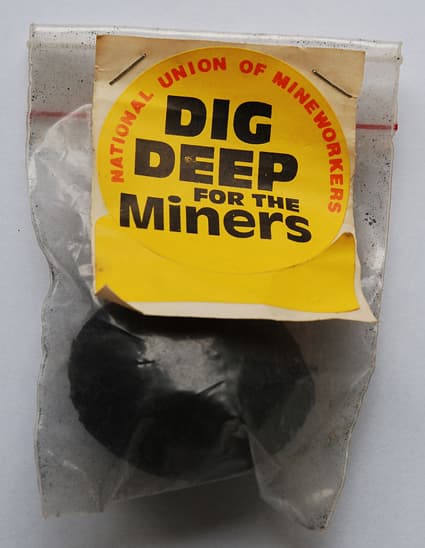 NATIONAL UNION OF MINEWORKERS
DIG
DEEP
FOR THE
Miners